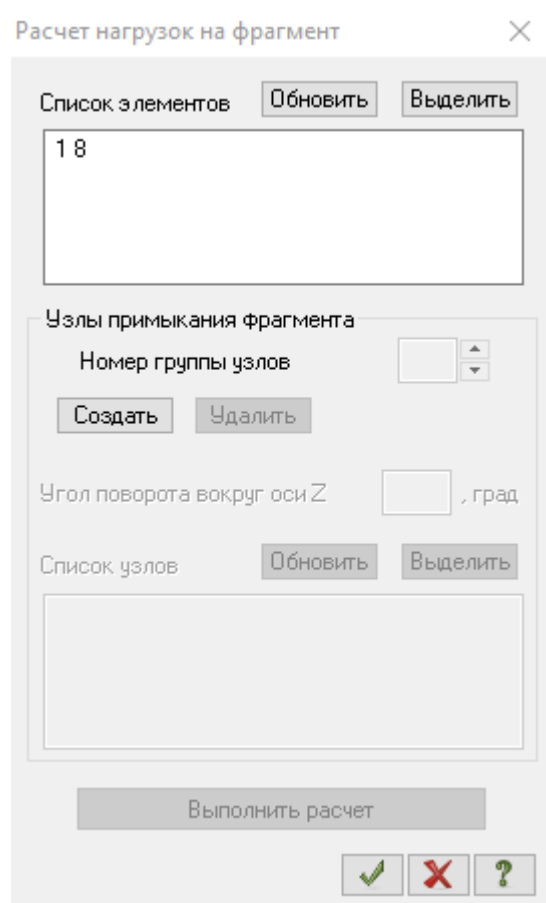 Расчет нагрузок на фрагмент
Список элементов Обновить Выделить
1 8
Узлы примыкания фрагмента
Номер группы узлов
Создать Удалить
Угол поворота вокруг оси Z , град
Список узлов Обновить Выделить
Выполнить расчет
?